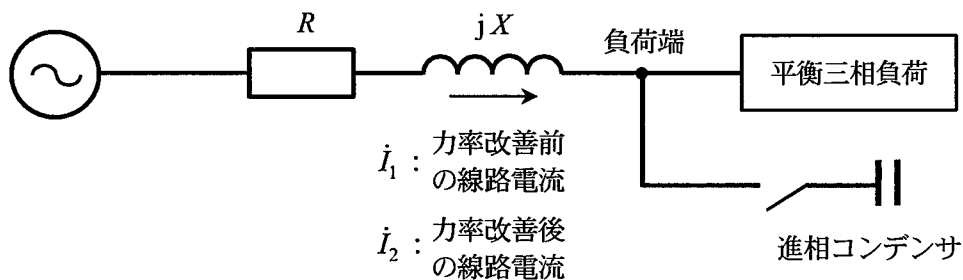 R
jX
負荷端
平衡三相負荷
İ₁ : 力率改善前
の線路電流
İ₂ : 力率改善後
の線路電流
進相コンデンサ